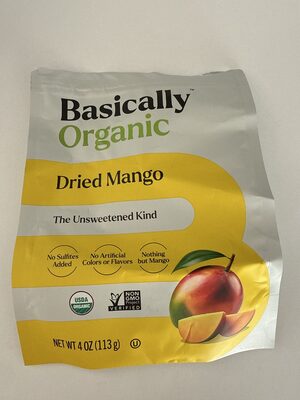 Basically™
Organic
Dried Mango
The Unsweetened Kind
No Sulfites
Added
No Artificial
Colors or Flavors
Nothing
but Mango
USDA
ORGANIC
NON
GMO
Project
VERIFIED
NET WT 4 OZ (113 g)
U